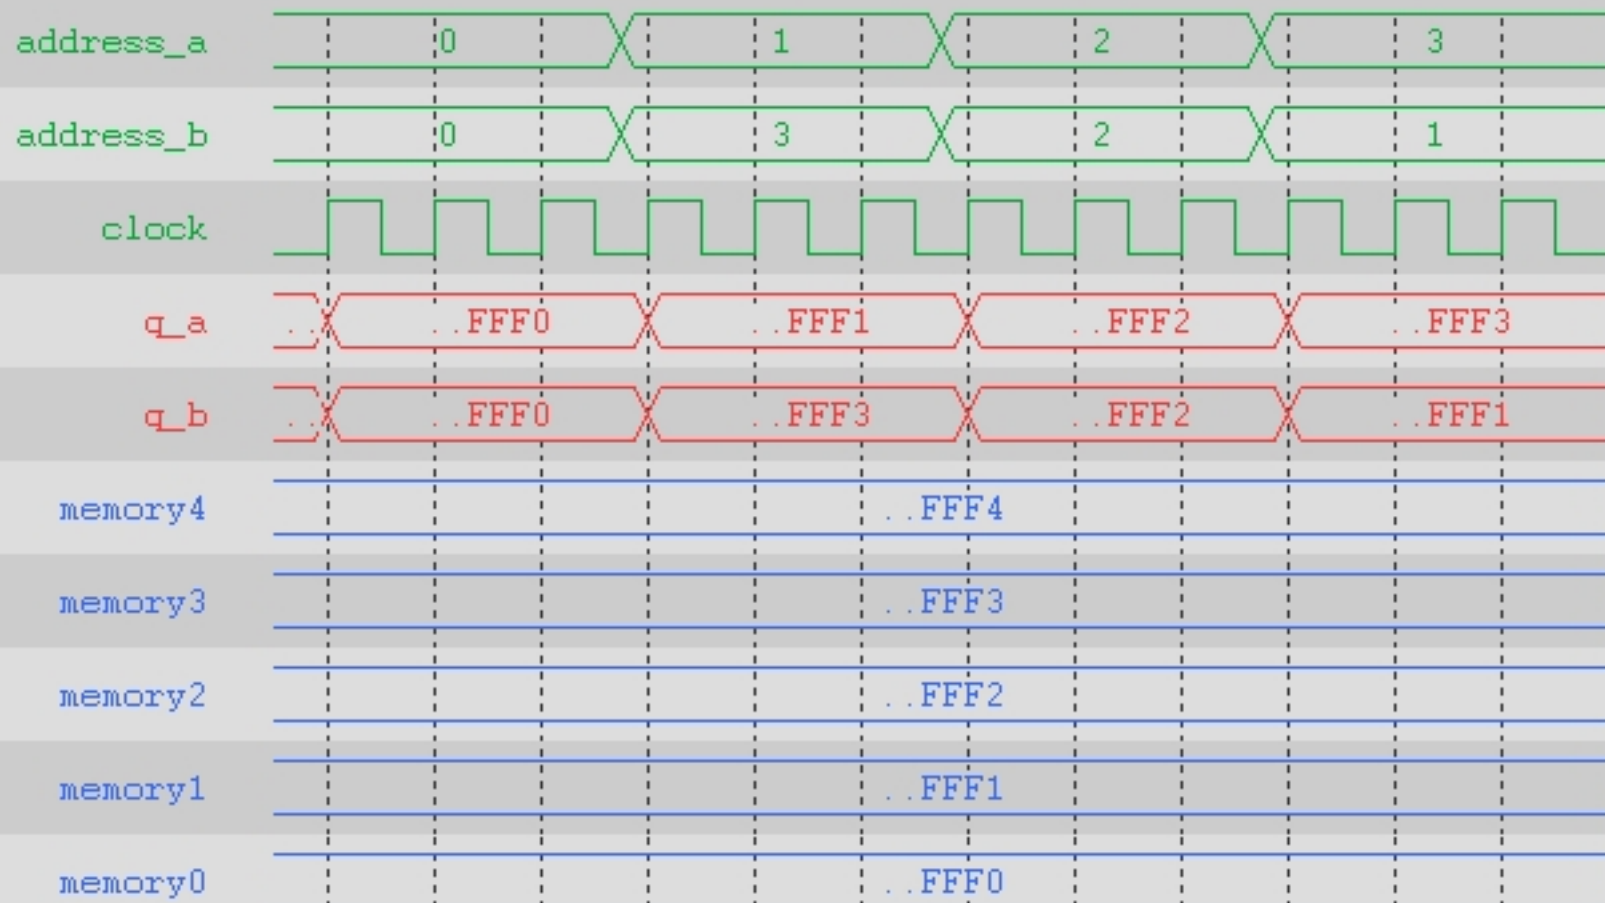 address_a 0 1 2 3
address_b 0 3 2 1
clock
q_a .. ..FFF0 ..FFF1 ..FFF2 ..FFF3
q_b .. ..FFF0 ..FFF3 ..FFF2 ..FFF1
memory4 ..FFF4
memory3 ..FFF3
memory2 ..FFF2
memory1 ..FFF1
memory0 ..FFF0